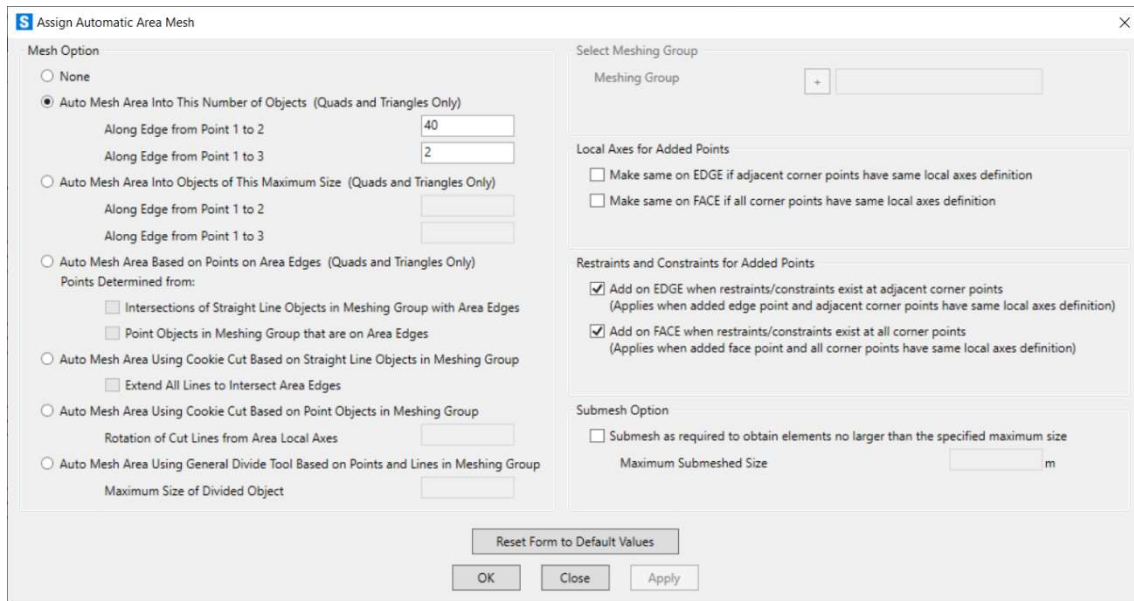 S Assign Automatic Area Mesh
Mesh Option
None
Auto Mesh Area Into This Number of Objects (Quads and Triangles Only)
Along Edge from Point 1 to 2 40
Along Edge from Point 1 to 3 2
Auto Mesh Area Into Objects of This Maximum Size (Quads and Triangles Only)
Along Edge from Point 1 to 2
Along Edge from Point 1 to 3
Auto Mesh Area Based on Points on Area Edges (Quads and Triangles Only)
Points Determined from:
Intersections of Straight Line Objects in Meshing Group with Area Edges
Point Objects in Meshing Group that are on Area Edges
Auto Mesh Area Using Cookie Cut Based on Straight Line Objects in Meshing Group
Extend All Lines to Intersect Area Edges
Auto Mesh Area Using Cookie Cut Based on Point Objects in Meshing Group
Rotation of Cut Lines from Area Local Axes
Auto Mesh Area Using General Divide Tool Based on Points and Lines in Meshing Group
Maximum Size of Divided Object
Select Meshing Group
Meshing Group +
Local Axes for Added Points
Make same on EDGE if adjacent corner points have same local axes definition
Make same on FACE if all corner points have same local axes definition
Restraints and Constraints for Added Points
Add on EDGE when restraints/constraints exist at adjacent corner points
(Applies when added edge point and adjacent corner points have same local axes definition)
Add on FACE when restraints/constraints exist at all corner points
(Applies when added face point and all corner points have same local axes definition)
Submesh Option
Submesh as required to obtain elements no larger than the specified maximum size
Maximum Submeshed Size m
Reset Form to Default Values
OK Close Apply